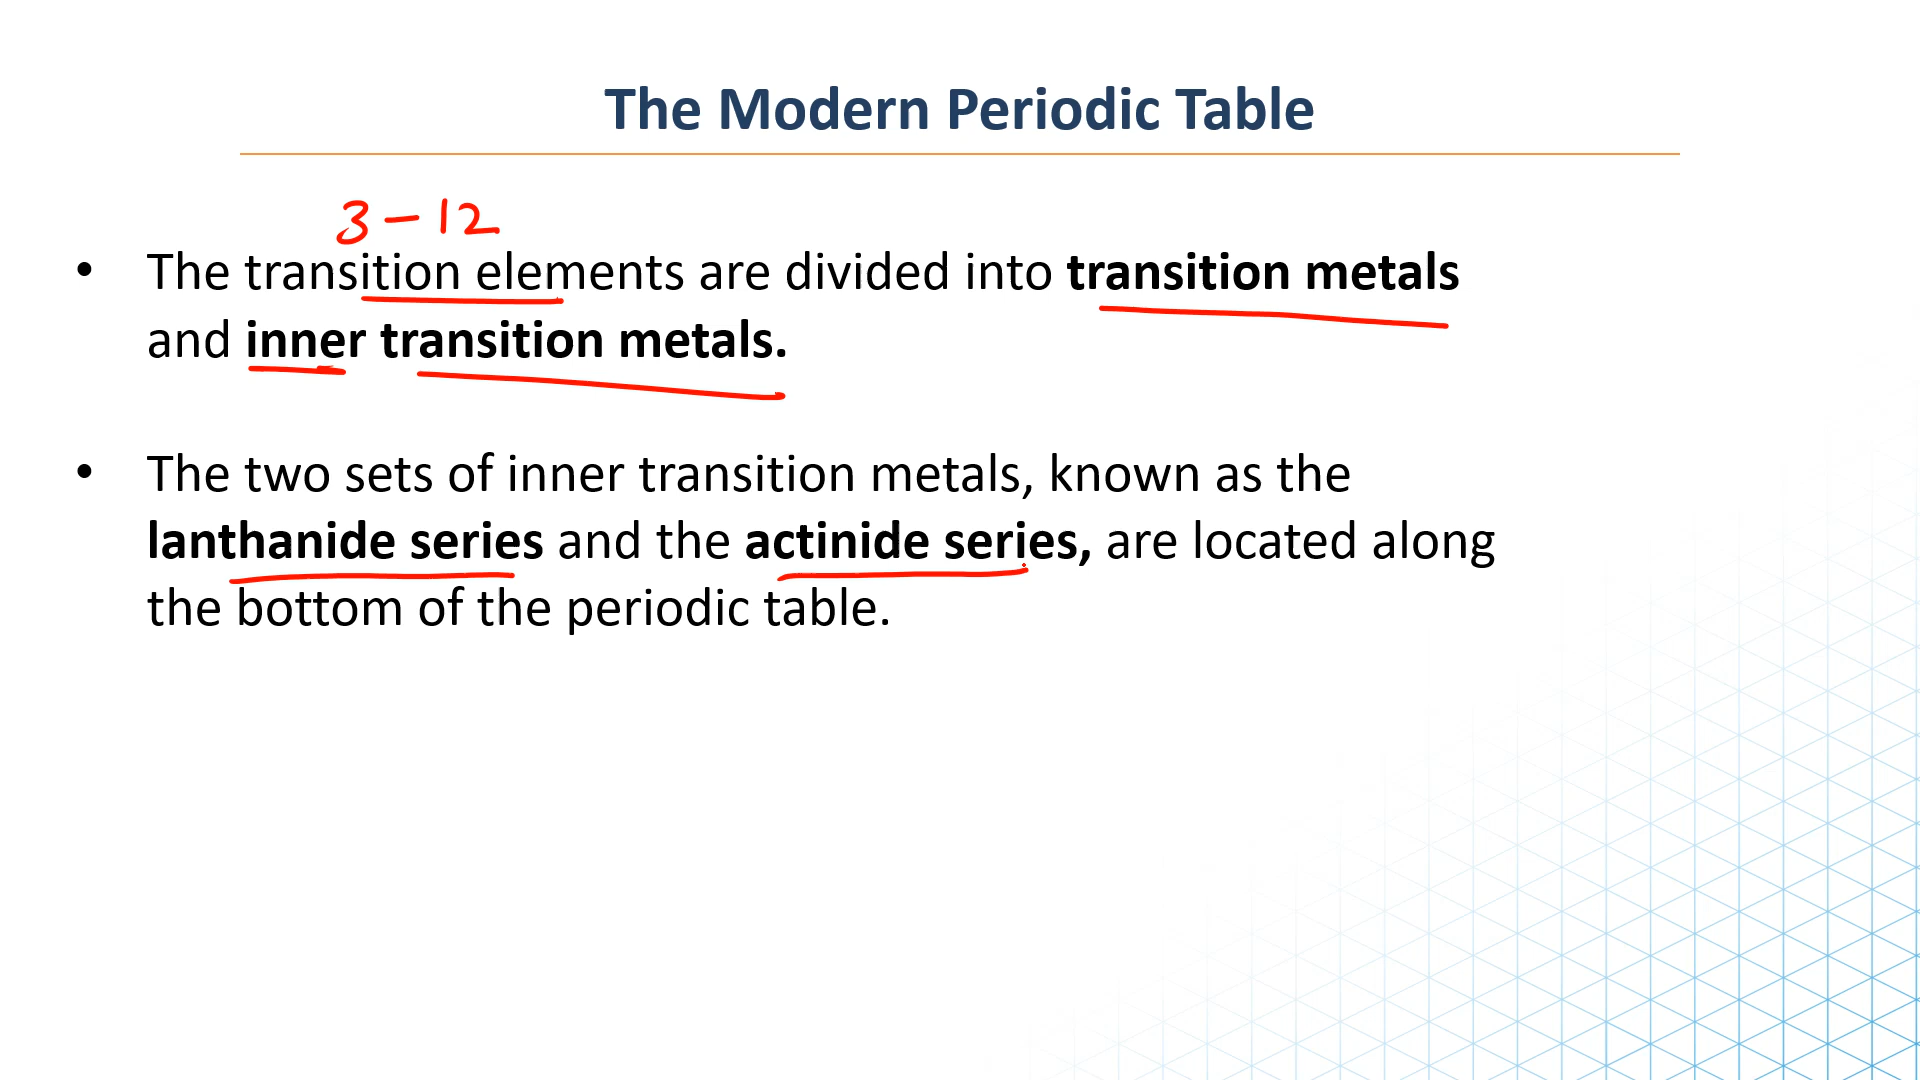 The Modern Periodic Table
3 – 12
• The transition elements are divided into transition metals
and inner transition metals.
• The two sets of inner transition metals, known as the
lanthanide series and the actinide series, are located along
the bottom of the periodic table.